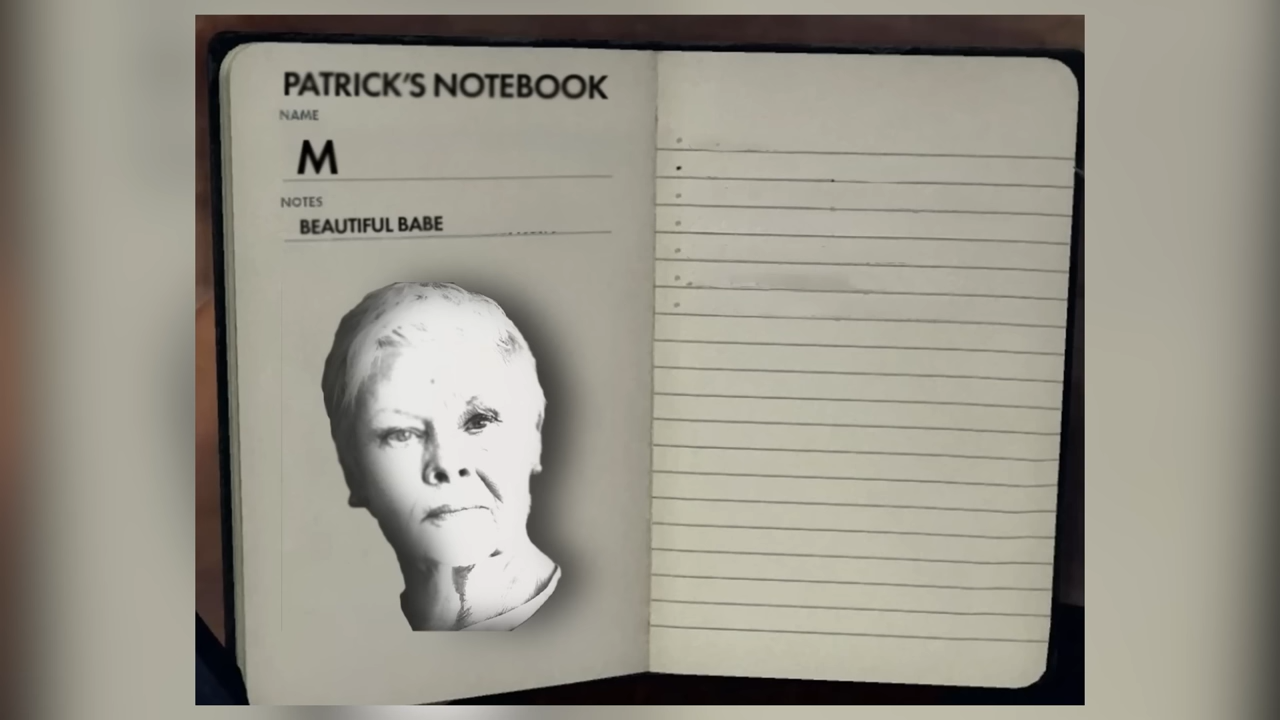 PATRICK'S NOTEBOOK
NAME
M
NOTES
BEAUTIFUL BABE